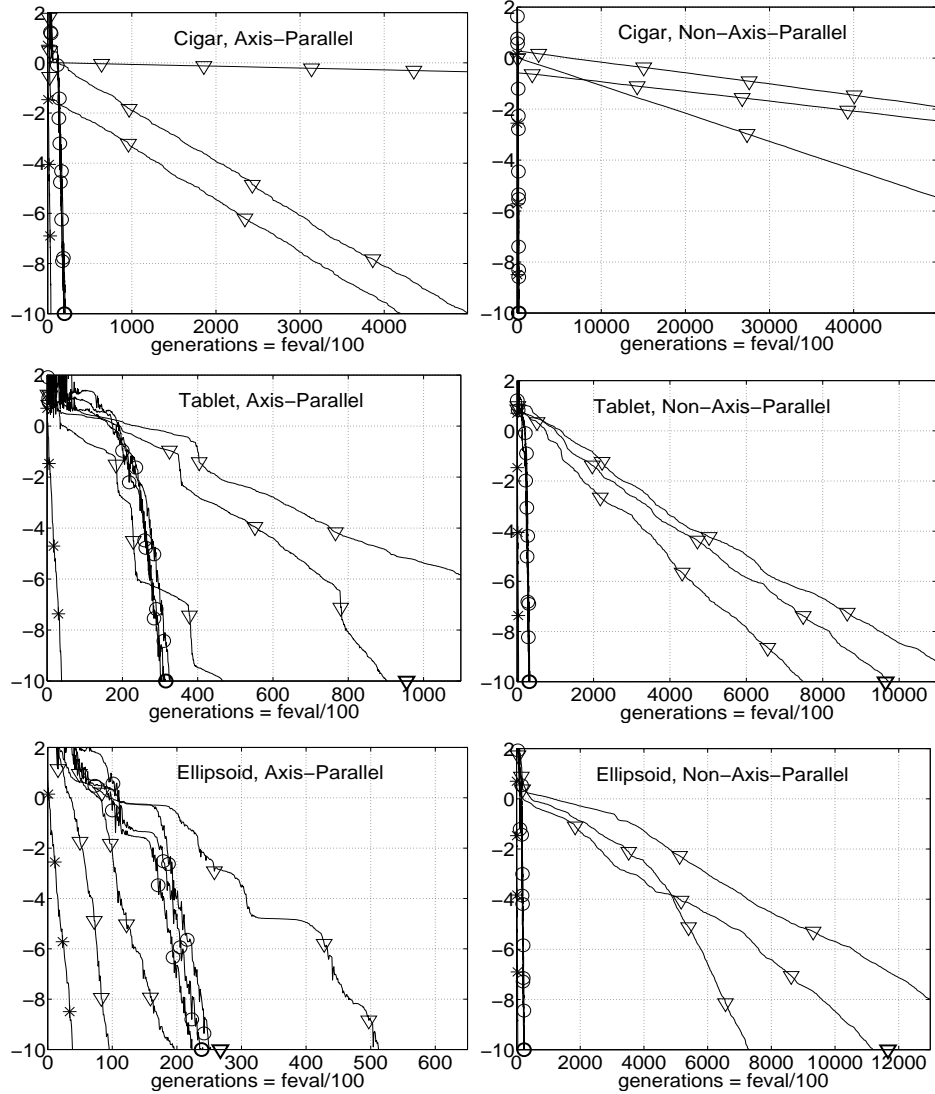 Cigar, Axis−Parallel
2
0
−2
−4
−6
−8
−10
0 1000 2000 3000 4000
generations = feval/100
Cigar, Non−Axis−Parallel
2
0
−2
−4
−6
−8
−10
0 10000 20000 30000 40000
generations = feval/100
Tablet, Axis−Parallel
2
0
−2
−4
−6
−8
−10
0 200 400 600 800 1000
generations = feval/100
Tablet, Non−Axis−Parallel
2
0
−2
−4
−6
−8
−10
0 2000 4000 6000 8000 10000
generations = feval/100
Ellipsoid, Axis−Parallel
2
0
−2
−4
−6
−8
−10
0 100 200 300 400 500 600
generations = feval/100
Ellipsoid, Non−Axis−Parallel
2
0
−2
−4
−6
−8
−10
0 2000 4000 6000 8000 10000 12000
generations = feval/100